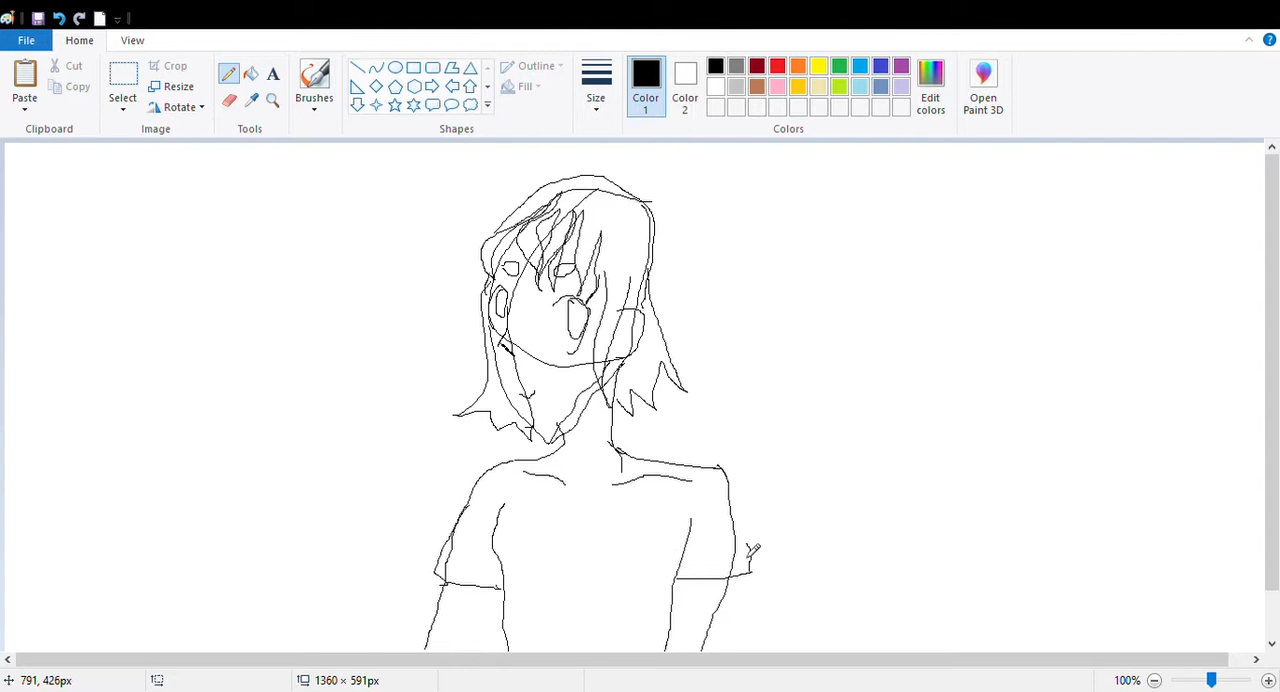 File Home View
Cut
Crop
Outline
Copy
Resize
Fill
Paste Select Rotate Brushes Size Color 1 Color 2 Edit colors Open Paint 3D
Clipboard Image Tools Shapes Colors
791, 426px 1360 × 591px 100%